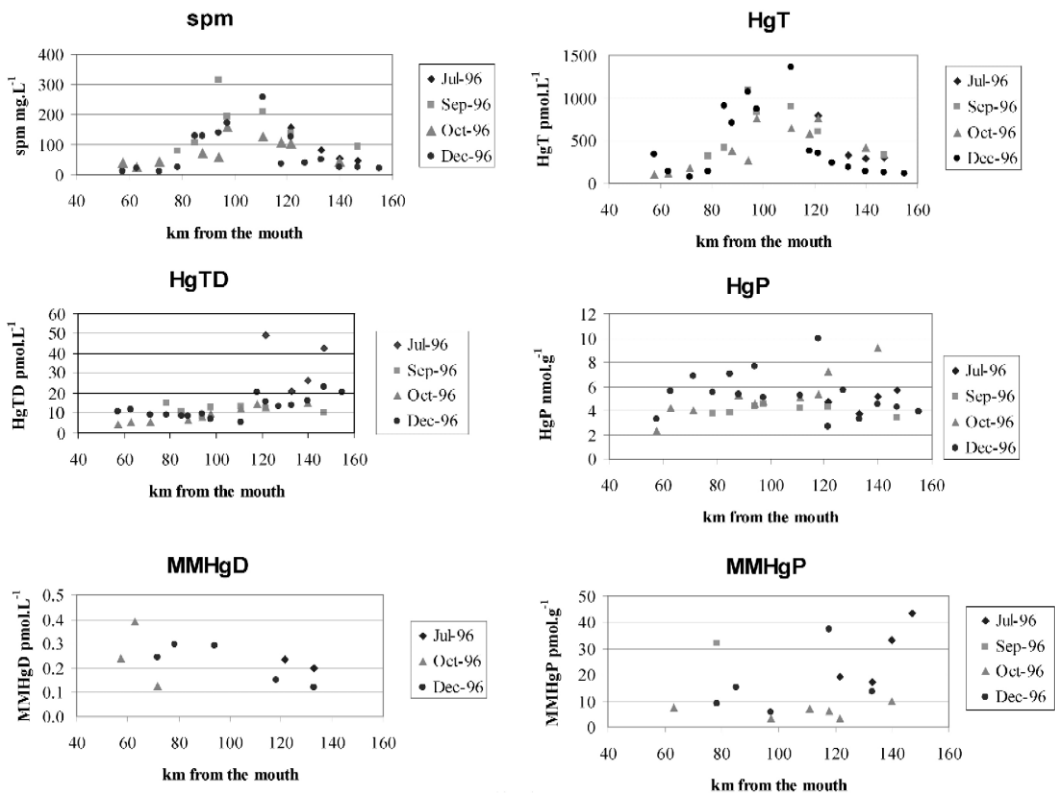 spm
spm mg.L⁻¹
400
300
200
100
0
40 60 80 100 120 140 160
km from the mouth
Jul-96
Sep-96
Oct-96
Dec-96
HgT
HgT pmol.L⁻¹
1500
1000
500
0
40 60 80 100 120 140 160
km from the mouth
Jul-96
Sep-96
Oct-96
Dec-96
HgTD
HgTD pmol.L⁻¹
60
50
40
30
20
10
0
40 60 80 100 120 140 160
km from the mouth
Jul-96
Sep-96
Oct-96
Dec-96
HgP
HgP nmol.g⁻¹
12
10
8
6
4
2
0
40 60 80 100 120 140 160
km from the mouth
Jul-96
Sep-96
Oct-96
Dec-96
MMHgD
MMHgD pmol.L⁻¹
0.5
0.4
0.3
0.2
0.1
0.0
40 60 80 100 120 140 160
km from the mouth
Jul-96
Oct-96
Dec-96
MMHgP
MMHgP pmol.g⁻¹
50
40
30
20
10
0
40 60 80 100 120 140 160
km from the mouth
Jul-96
Sep-96
Oct-96
Dec-96